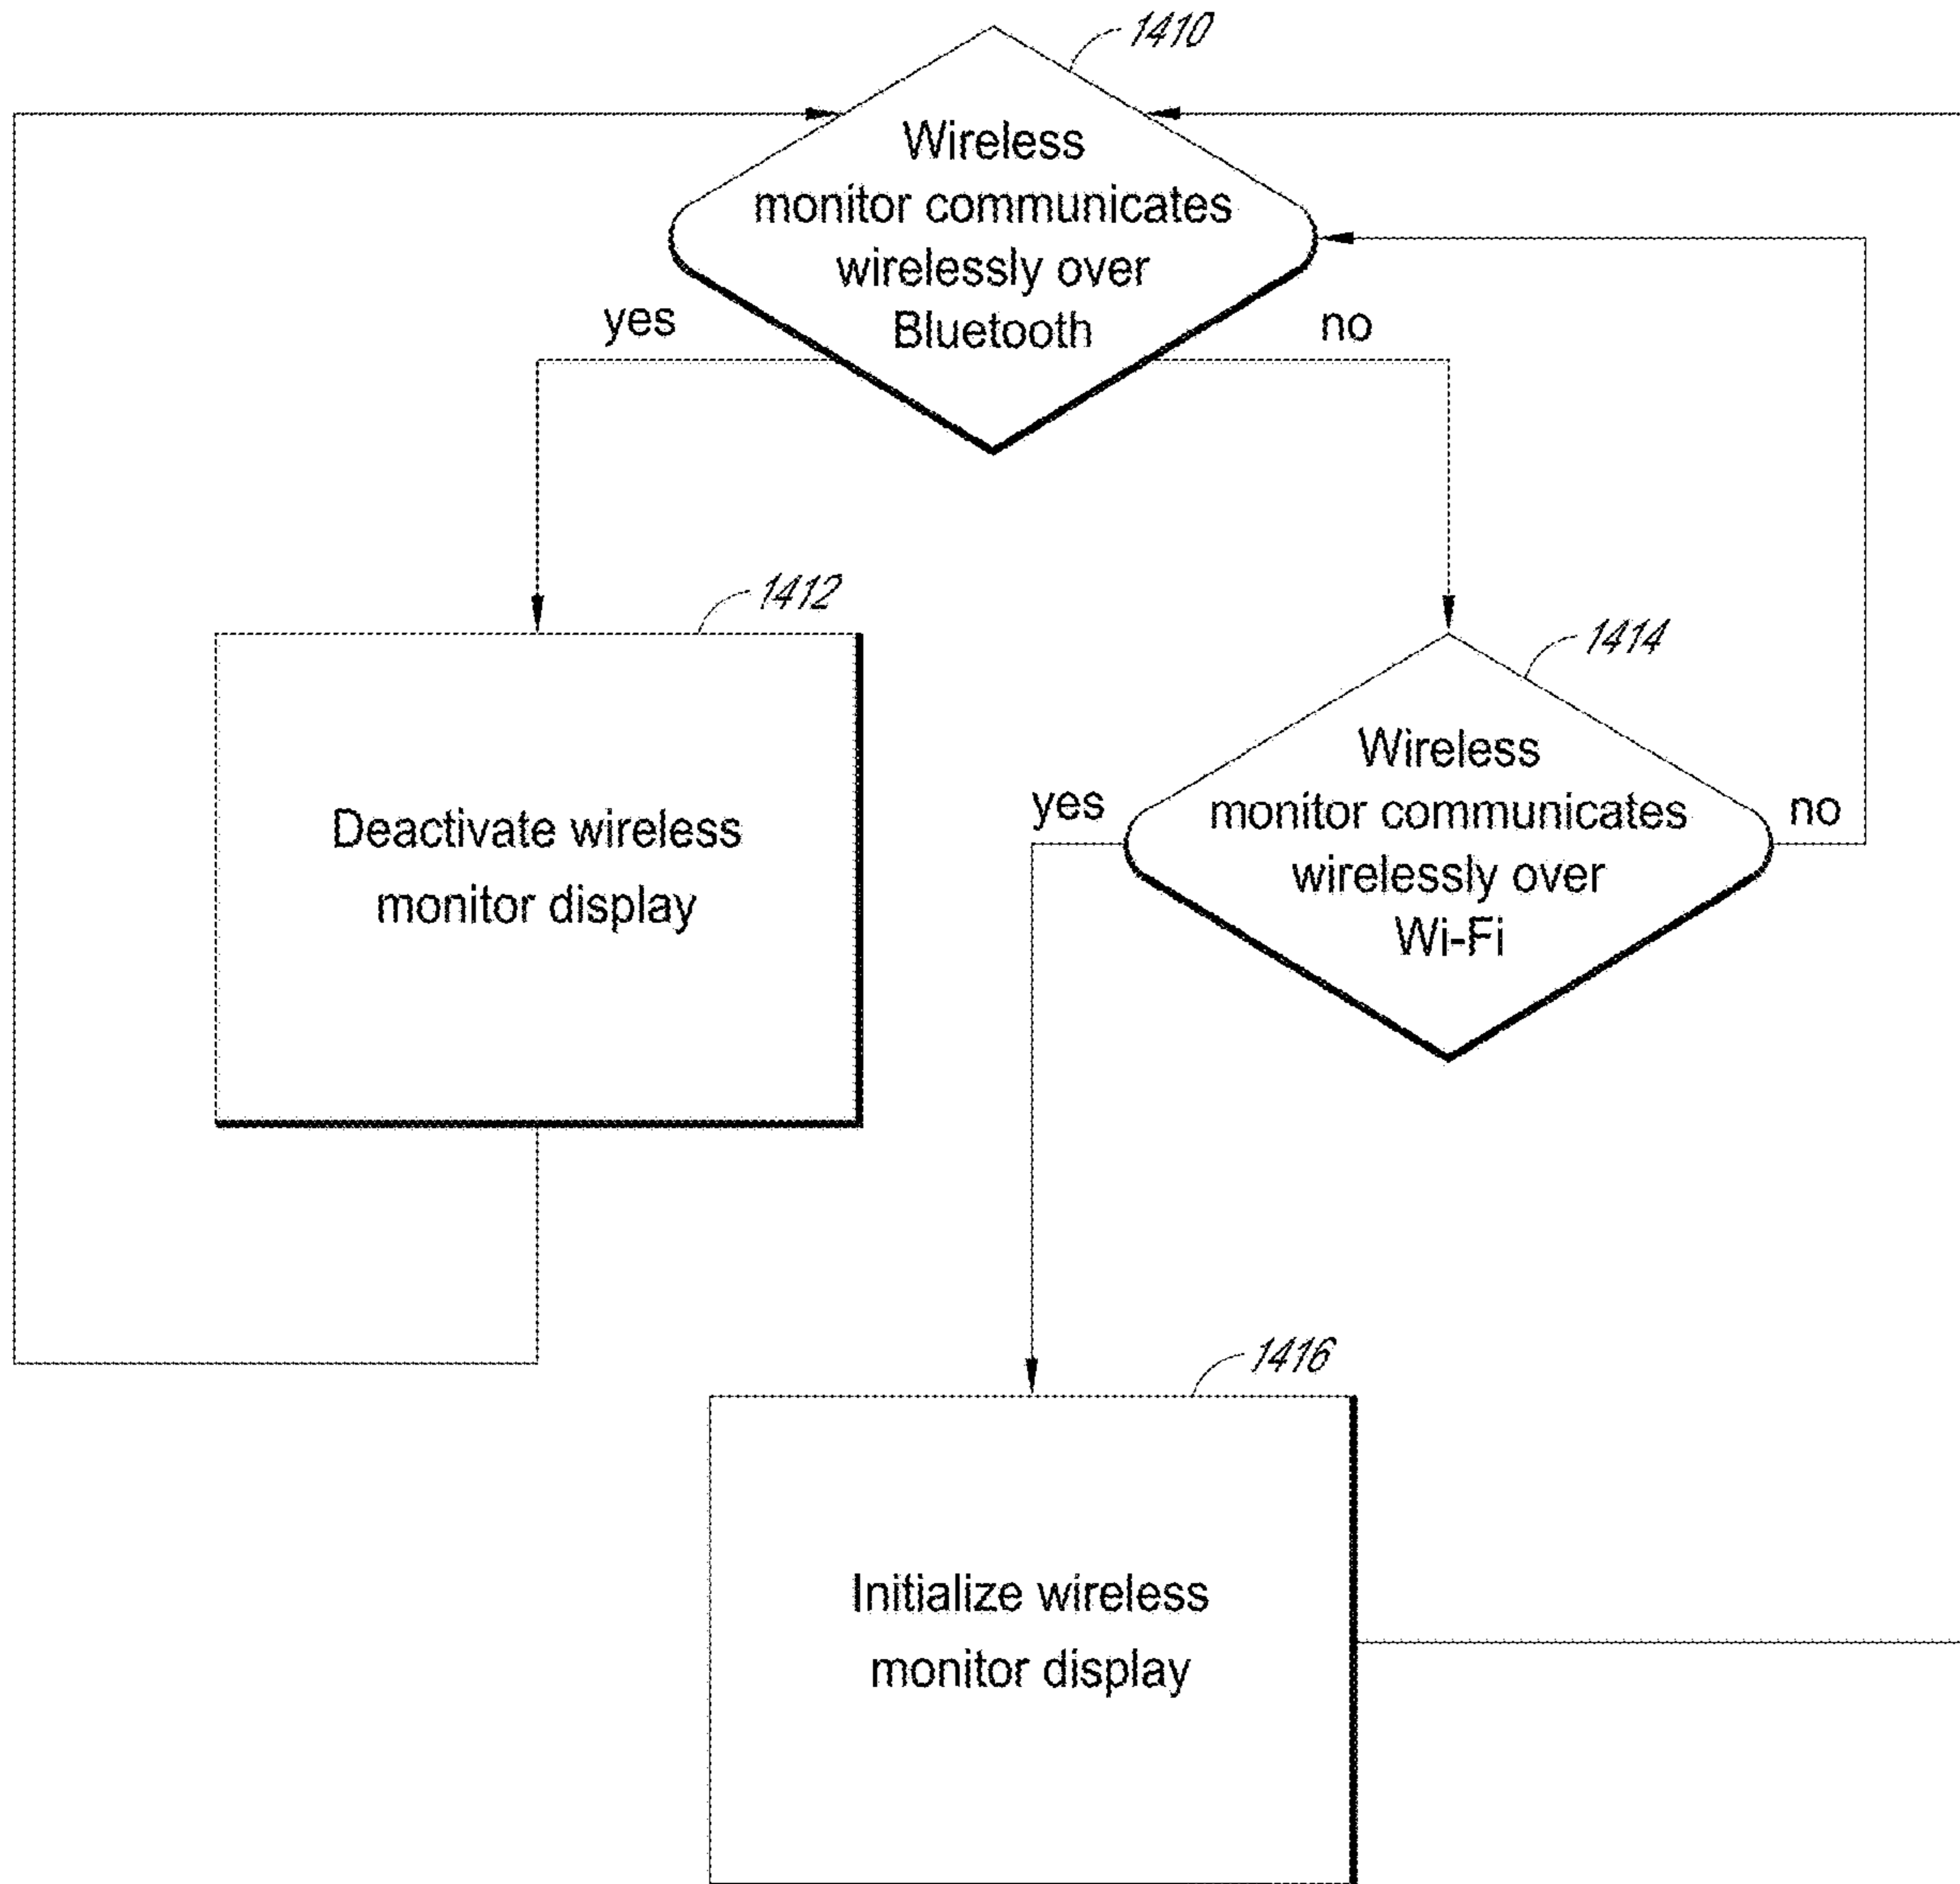 1410
Wireless
monitor communicates
wirelessly over
Bluetooth
yes
no
1412
Deactivate wireless
monitor display
1414
Wireless
monitor communicates
wirelessly over
Wi-Fi
yes
no
1416
Initialize wireless
monitor display